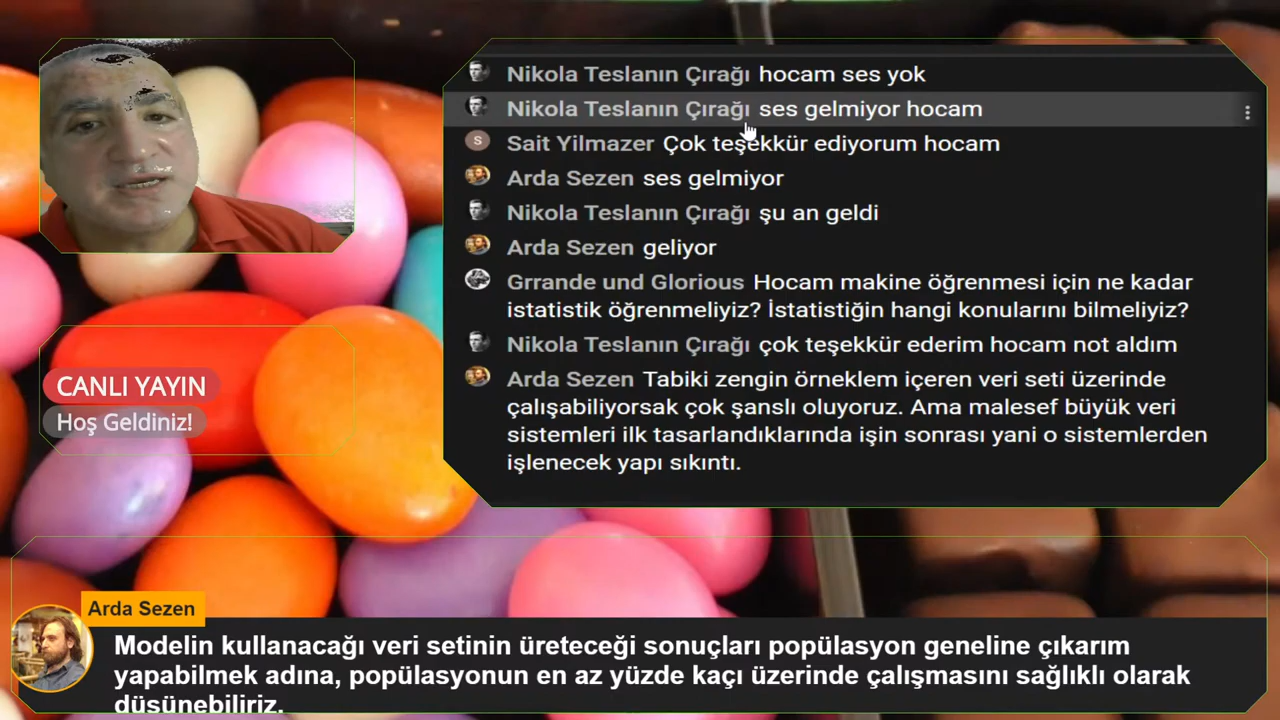 Nikola Teslanın Çırağı hocam ses yok
Nikola Teslanın Çırağı ses gelmiyor hocam
S Sait Yilmazer Çok teşekkür ediyorum hocam
Arda Sezen ses gelmiyor
Nikola Teslanın Çırağı şu an geldi
Arda Sezen geliyor
Grrande und Glorious Hocam makine öğrenmesi için ne kadar
istatistik öğrenmeliyiz? İstatistiğin hangi konularını bilmeliyiz?
Nikola Teslanın Çırağı çok teşekkür ederim hocam not aldım
Arda Sezen Tabiki zengin örneklem içeren veri seti üzerinde
çalışabiliyorsak çok şanslı oluyoruz. Ama malesef büyük veri
sistemleri ilk tasarlandıklarında işin sonrası yani o sistemlerden
işlenecek yapı sıkıntı.
CANLI YAYIN
Hoş Geldiniz!
Arda Sezen
Modelin kullanacağı veri setinin üreteceği sonuçları popülasyon geneline çıkarım
yapabilmek adına, popülasyonun en az yüzde kaçı üzerinde çalışmasını sağlıklı olarak
düşünebiliriz.